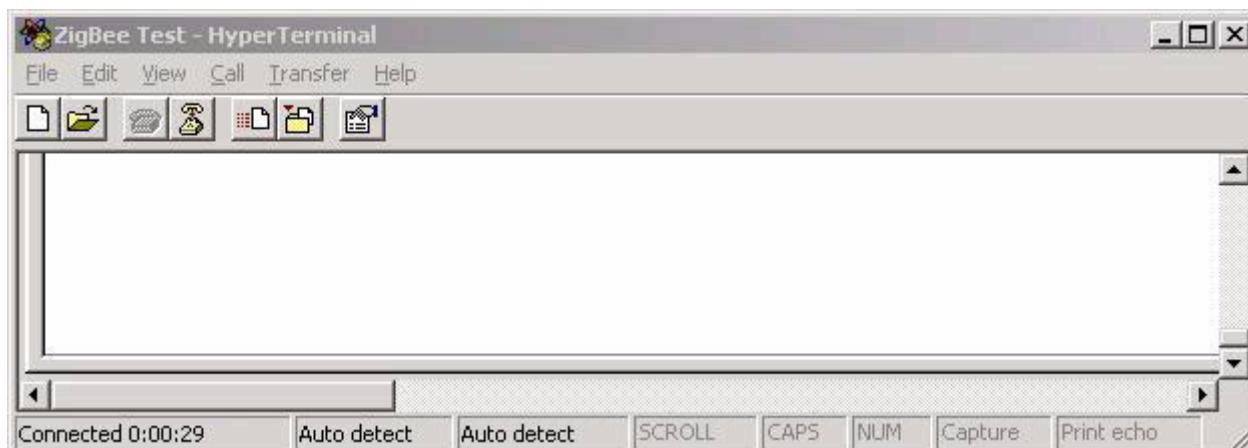 ZigBee Test - HyperTerminal
File Edit View Call Transfer Help
Connected 0:00:29 Auto detect Auto detect SCROLL CAPS NUM Capture Print echo